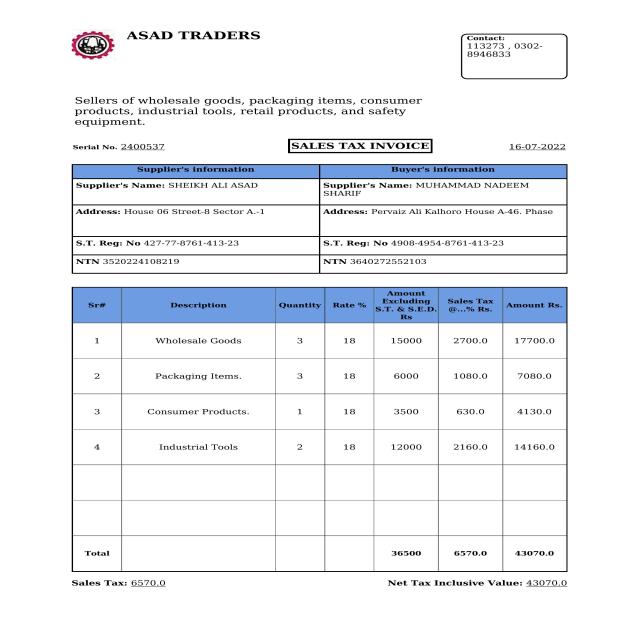 ASAD TRADERS
Contact:
113273 , 0302-
8946833
Sellers of wholesale goods, packaging items, consumer
products, industrial tools, retail products, and safety
equipment.
Serial No. 2400537 SALES TAX INVOICE 16-07-2022
Supplier's information Buyer's information
Supplier's Name: SHEIKH ALI ASAD Supplier's Name: MUHAMMAD NADEEM
SHARIF
Address: House 06 Street-8 Sector A.-1 Address: Pervaiz Ali Kalhoro House A-46. Phase
S.T. Reg: No 427-77-8761-413-23 S.T. Reg: No 4908-4954-8761-413-23
NTN 3520224108219 NTN 3640272552103
Sr# Description Quantity Rate % Amount Excluding S.T. & S.E.D. Rs Sales Tax @...% Rs. Amount Rs.
1 Wholesale Goods 3 18 15000 2700.0 17700.0
2 Packaging Items. 3 18 6000 1080.0 7080.0
3 Consumer Products. 1 18 3500 630.0 4130.0
4 Industrial Tools 2 18 12000 2160.0 14160.0
Total 36500 6570.0 43070.0
Sales Tax: 6570.0 Net Tax Inclusive Value: 43070.0